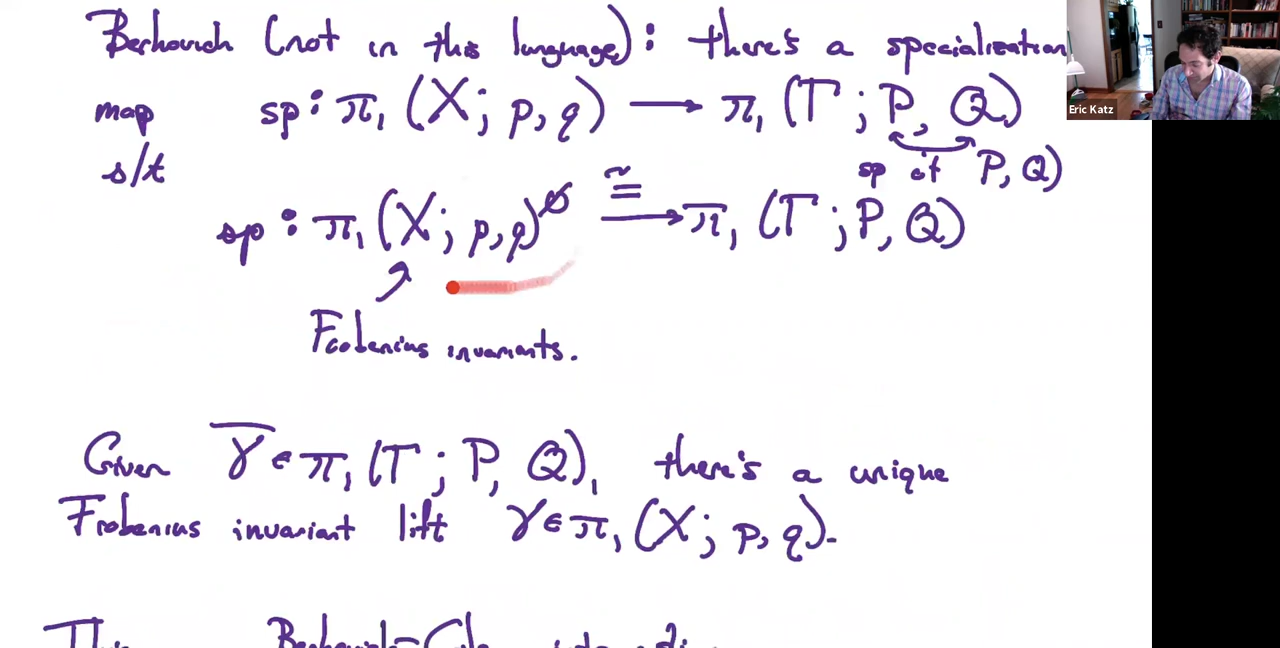 Berkovich (not in this language): there's a specialization
map sp: π₁(X; p, q) → π₁(Γ; P, Q)
s/t sp of P, Q)
sp: π₁(X; p, q)^φ ≅→ π₁(Γ; P, Q)
Frobenius invariants.
Given γ̄ ∈ π₁(Γ; P, Q), there's a unique
Frobenius invariant lift γ ∈ π₁(X; p, q).
Berkovich-
Eric Katz